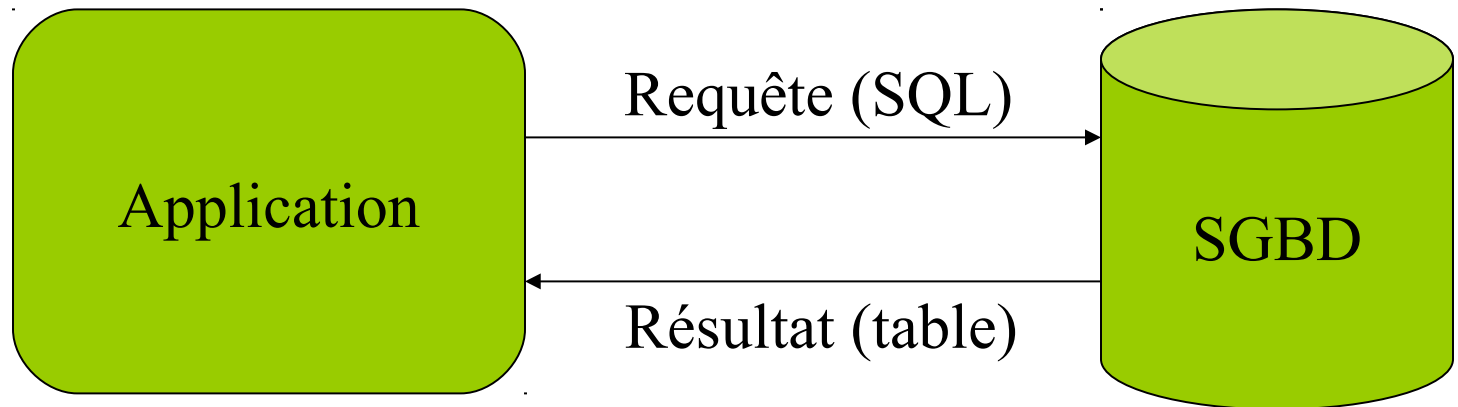 Requête (SQL)
Application
SGBD
Résultat (table)